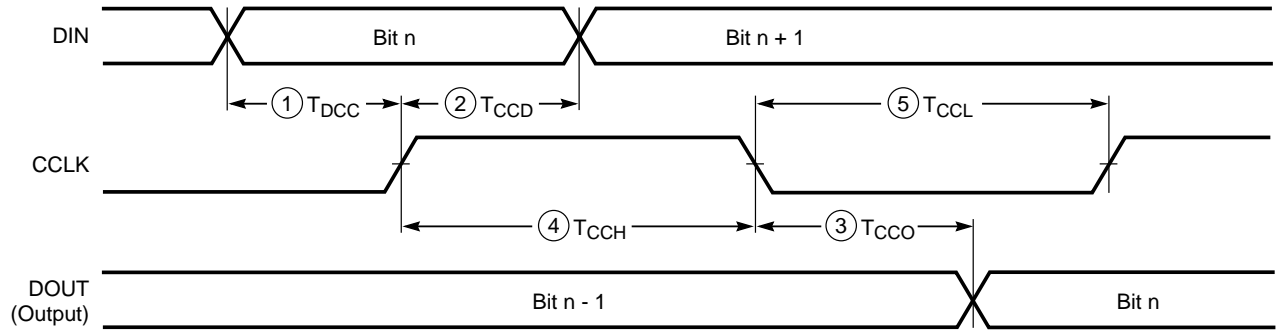 DIN
Bit n
Bit n + 1
1 TDCC
2 TCCD
5 TCCL
CCLK
4 TCCH
3 TCCO
DOUT
(Output)
Bit n - 1
Bit n